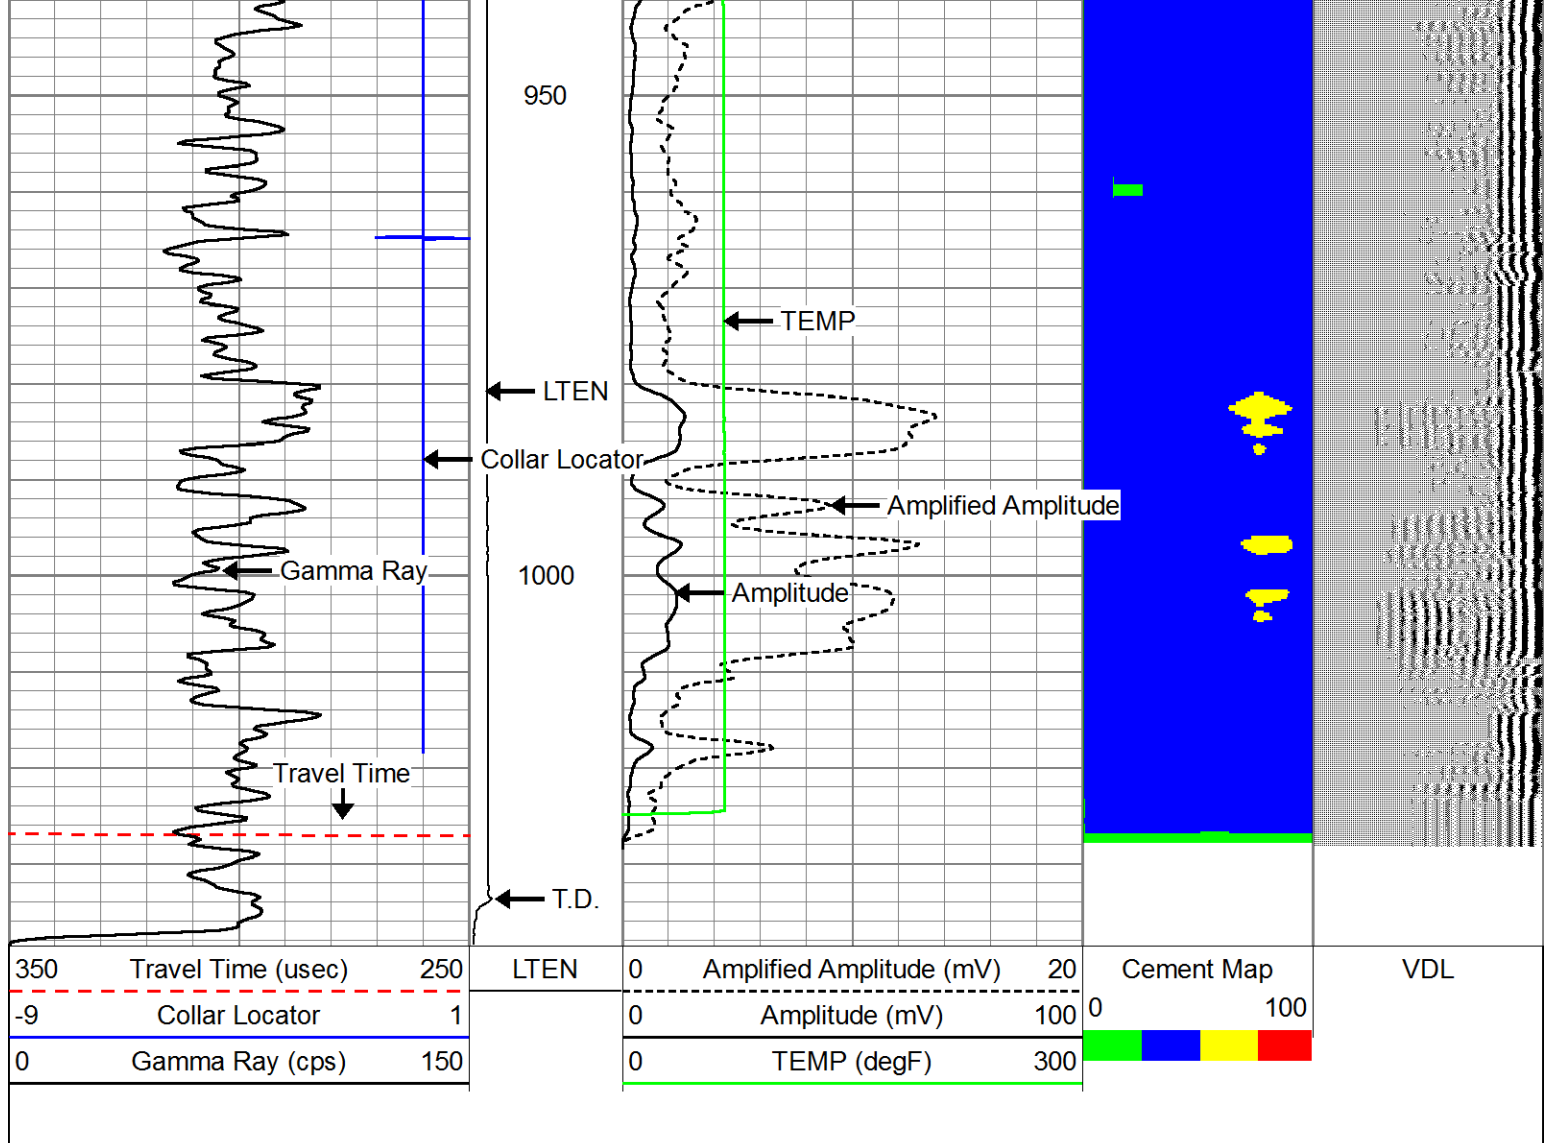 950
TEMP
LTEN
Collar Locator
Amplified Amplitude
Gamma Ray
1000
Amplitude
Travel Time
T.D.
350 Travel Time (usec) 250 LTEN 0 Amplified Amplitude (mV) 20 Cement Map VDL
-9 Collar Locator 1 0 Amplitude (mV) 100 0 100
0 Gamma Ray (cps) 150 0 TEMP (degF) 300